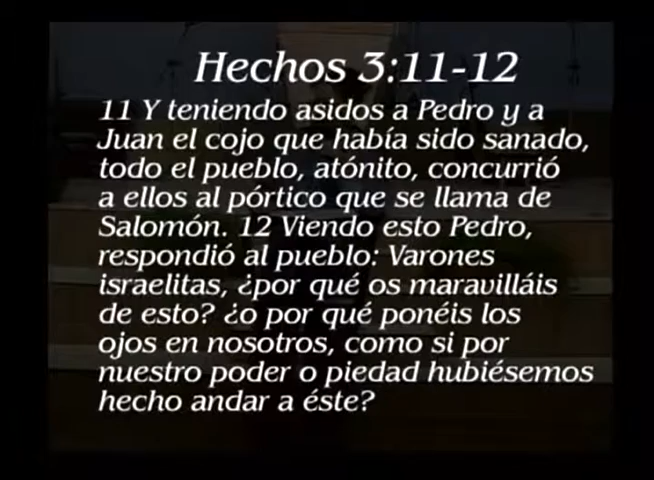 Hechos 3:11-12
11 Y teniendo asidos a Pedro y a
Juan el cojo que había sido sanado,
todo el pueblo, atónito, concurrió
a ellos al pórtico que se llama de
Salomón. 12 Viendo esto Pedro,
respondió al pueblo: Varones
israelitas, ¿por qué os maravilláis
de esto? ¿o por qué ponéis los
ojos en nosotros, como si por
nuestro poder o piedad hubiésemos
hecho andar a éste?